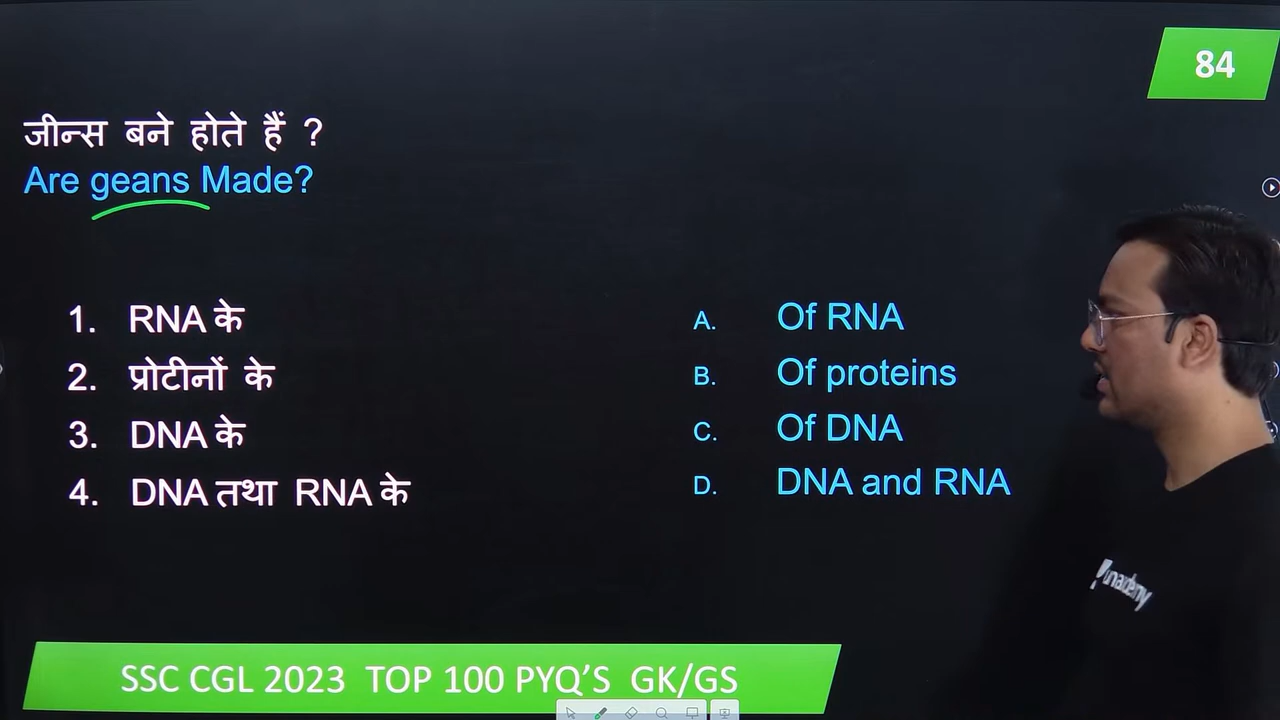 84
जीन्स बने होते हैं ?
Are geans Made?
1. RNA के
2. प्रोटीनों के
3. DNA के
4. DNA तथा RNA के
A. Of RNA
B. Of proteins
C. Of DNA
D. DNA and RNA
unacademy
SSC CGL 2023 TOP 100 PYQ’S GK/GS